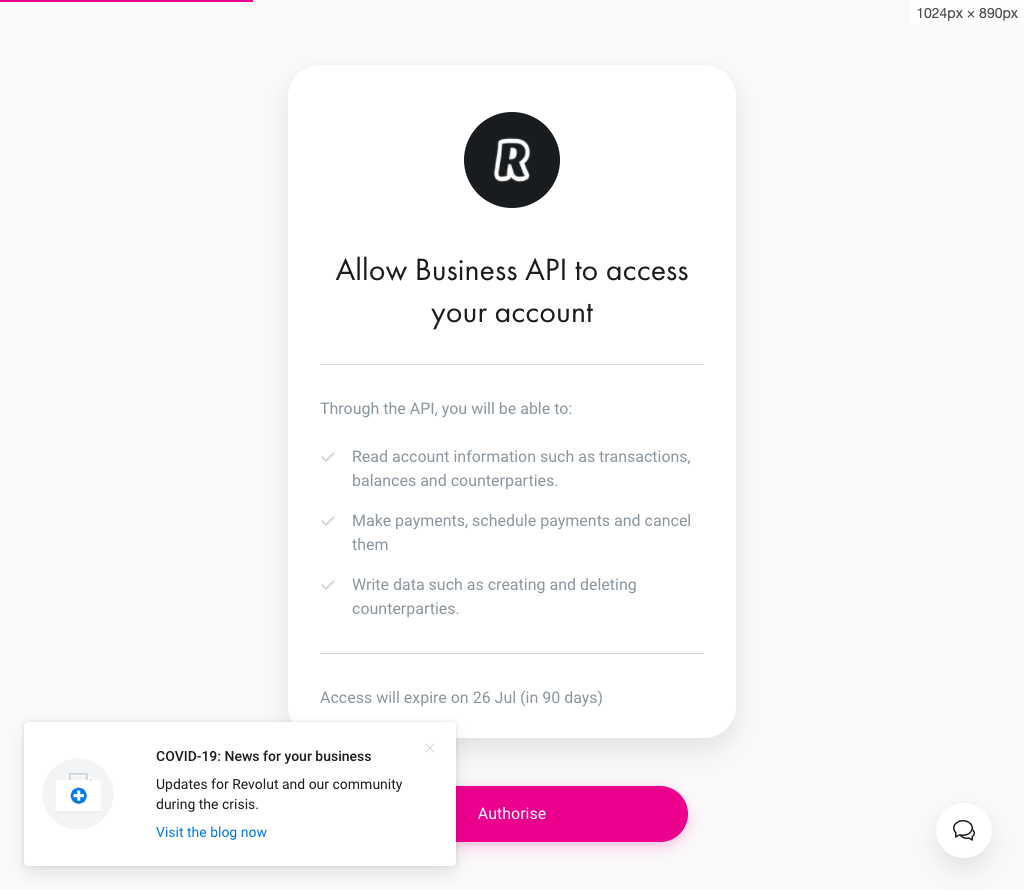 1024px × 890px
R
Allow Business API to access
your account
Through the API, you will be able to:
Read account information such as transactions,
balances and counterparties.
Make payments, schedule payments and cancel
them
Write data such as creating and deleting
counterparties.
Access will expire on 26 Jul (in 90 days)
COVID-19: News for your business
Updates for Revolut and our community
during the crisis.
Visit the blog now
Authorise